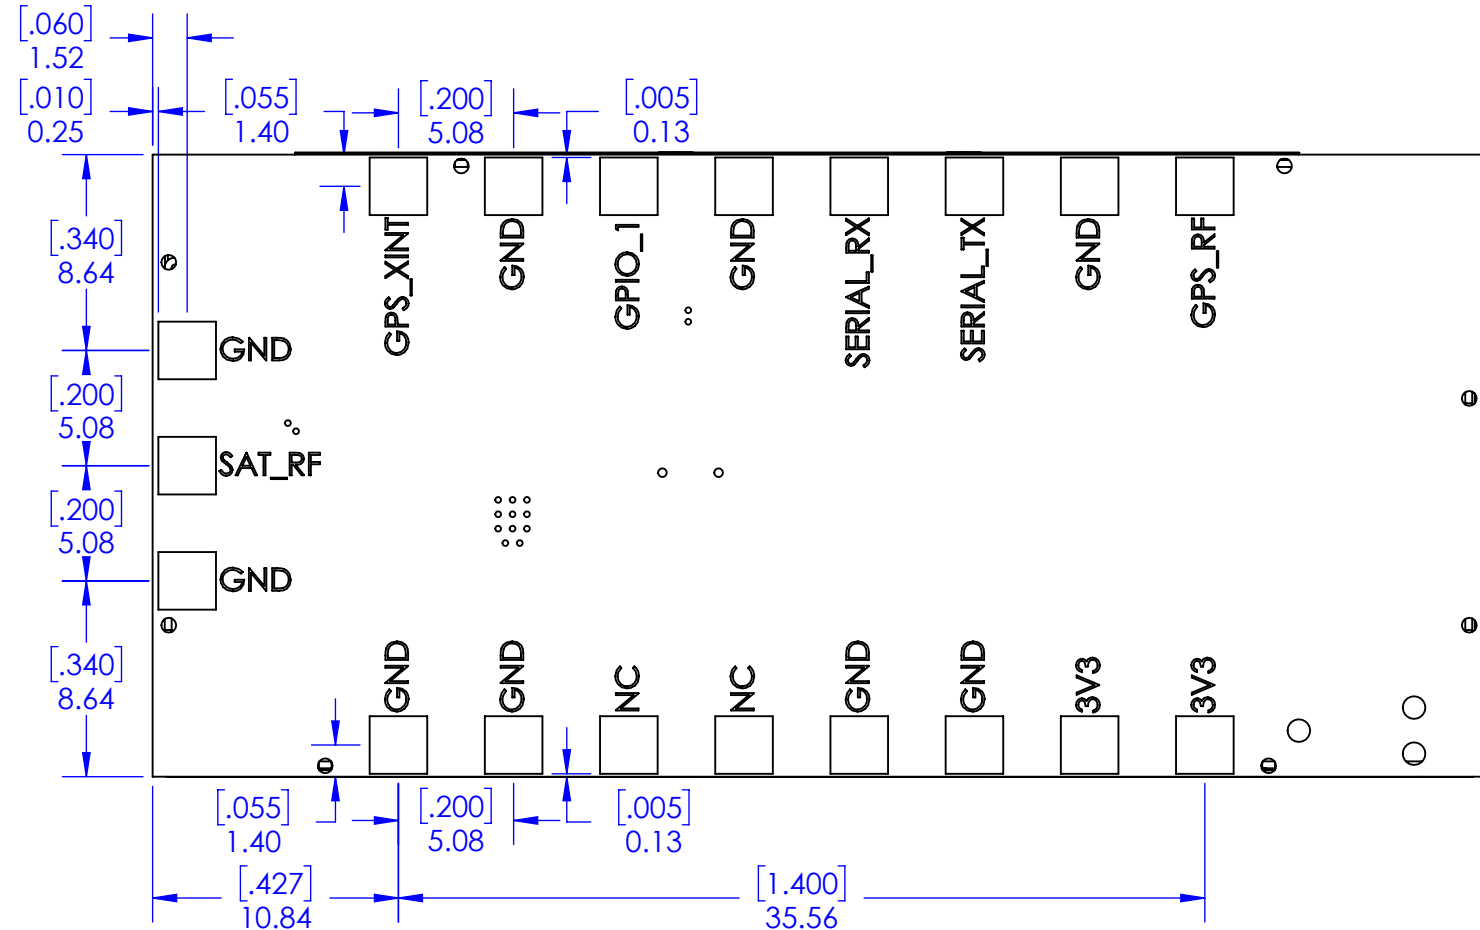 [.060]
1.52
[.010]
0.25
[.055]
1.40
[.200]
5.08
[.005]
0.13
[.340]
8.64
GPS_XINT
GND
GPIO_1
GND
SERIAL_RX
SERIAL_TX
GND
GPS_RF
GND
[.200]
5.08
SAT_RF
[.200]
5.08
GND
[.340]
8.64
GND
GND
NC
NC
GND
GND
3V3
3V3
[.055]
1.40
[.200]
5.08
[.005]
0.13
[.427]
10.84
[1.400]
35.56